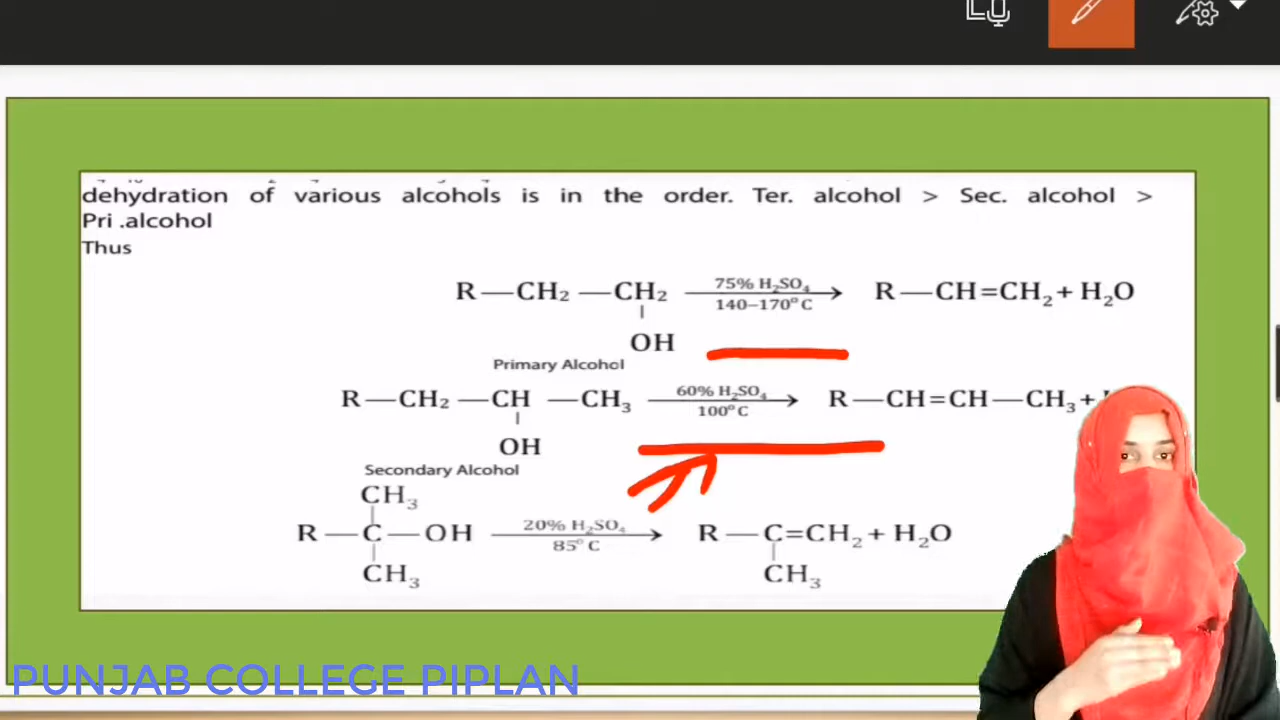 dehydration of various alcohols is in the order. Ter. alcohol > Sec. alcohol >
Pri .alcohol
Thus
R—CH₂—CH₂ 75% H₂SO₄ 140–170°C R—CH=CH₂ + H₂O
OH
Primary Alcohol
R—CH₂—CH—CH₃ 60% H₂SO₄ 100°C R—CH=CH—CH₃ +
OH
Secondary Alcohol
CH₃
R—C—OH 20% H₂SO₄ 85°C R—C=CH₂ + H₂O
CH₃ CH₃
PUNJAB COLLEGE PIPLAN